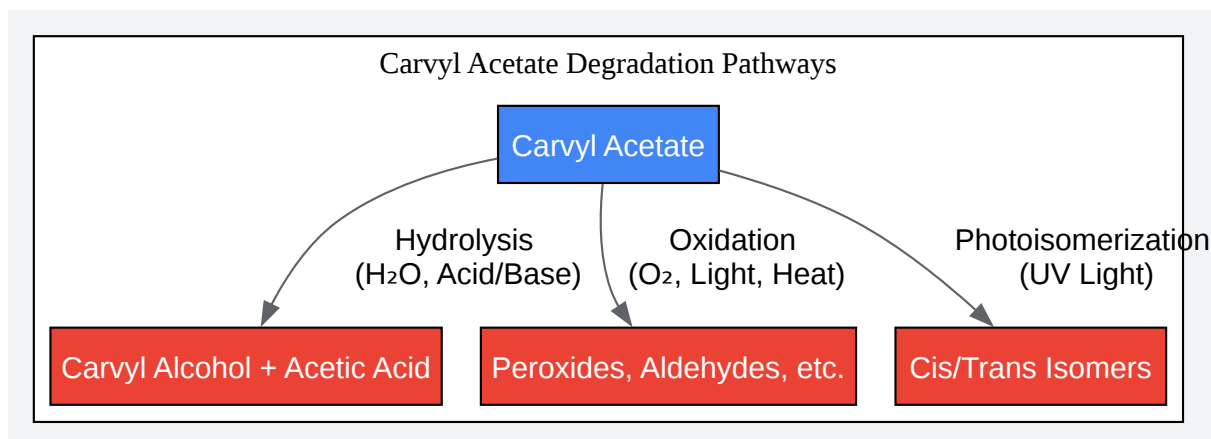 Carvyl Acetate Degradation Pathways
Carvyl Acetate
Hydrolysis
(H₂O, Acid/Base)
Oxidation
(O₂, Light, Heat)
Photoisomerization
(UV Light)
Carvyl Alcohol + Acetic Acid
Peroxides, Aldehydes, etc.
Cis/Trans Isomers